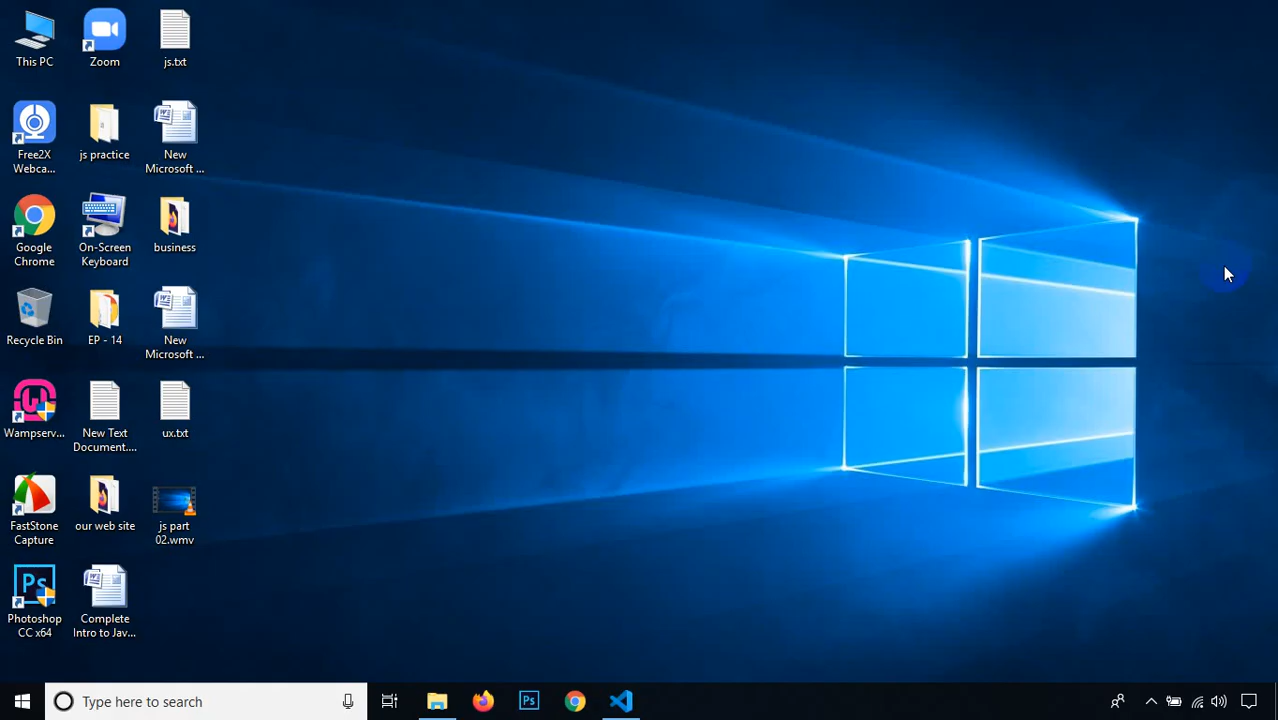 This PC
Zoom
js.txt
Free2X
Webca...
js practice
New
Microsoft ...
Google
Chrome
On-Screen
Keyboard
business
Recycle Bin
EP - 14
New
Microsoft ...
Wampserv...
New Text
Document....
ux.txt
FastStone
Capture
our web site
js part
02.wmv
Ps
Photoshop
CC x64
Complete
Intro to Jav...
Type here to search
Ps